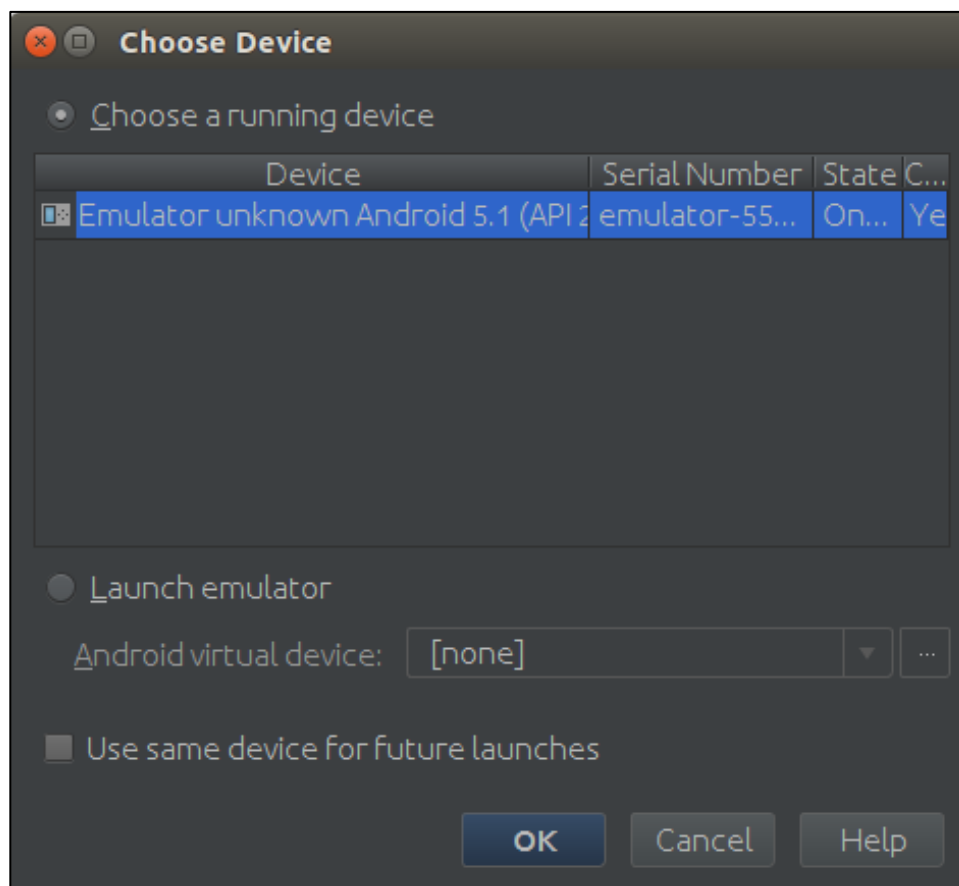 Choose Device
Choose a running device
Device Serial Number State C...
Emulator unknown Android 5.1 (API 2 emulator-55... On... Ye
Launch emulator
Android virtual device: [none] ...
Use same device for future launches
OK Cancel Help